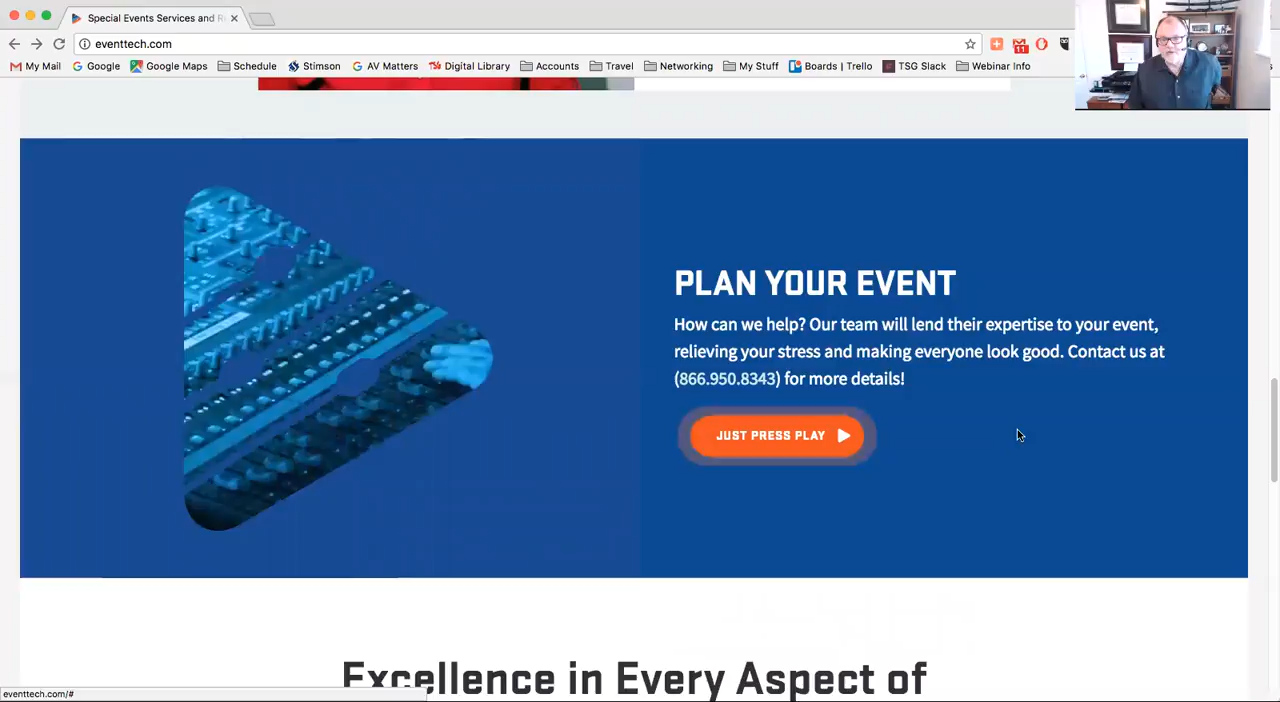 Special Events Services and R
eventtech.com
11
My Mail Google Google Maps Schedule Stimson AV Matters Digital Library Accounts Travel Networking My Stuff Boards | Trello TSG Slack Webinar Info
PLAN YOUR EVENT
How can we help? Our team will lend their expertise to your event,
relieving your stress and making everyone look good. Contact us at
(866.950.8343) for more details!
JUST PRESS PLAY
Excellence in Every Aspect of
eventtech.com/#